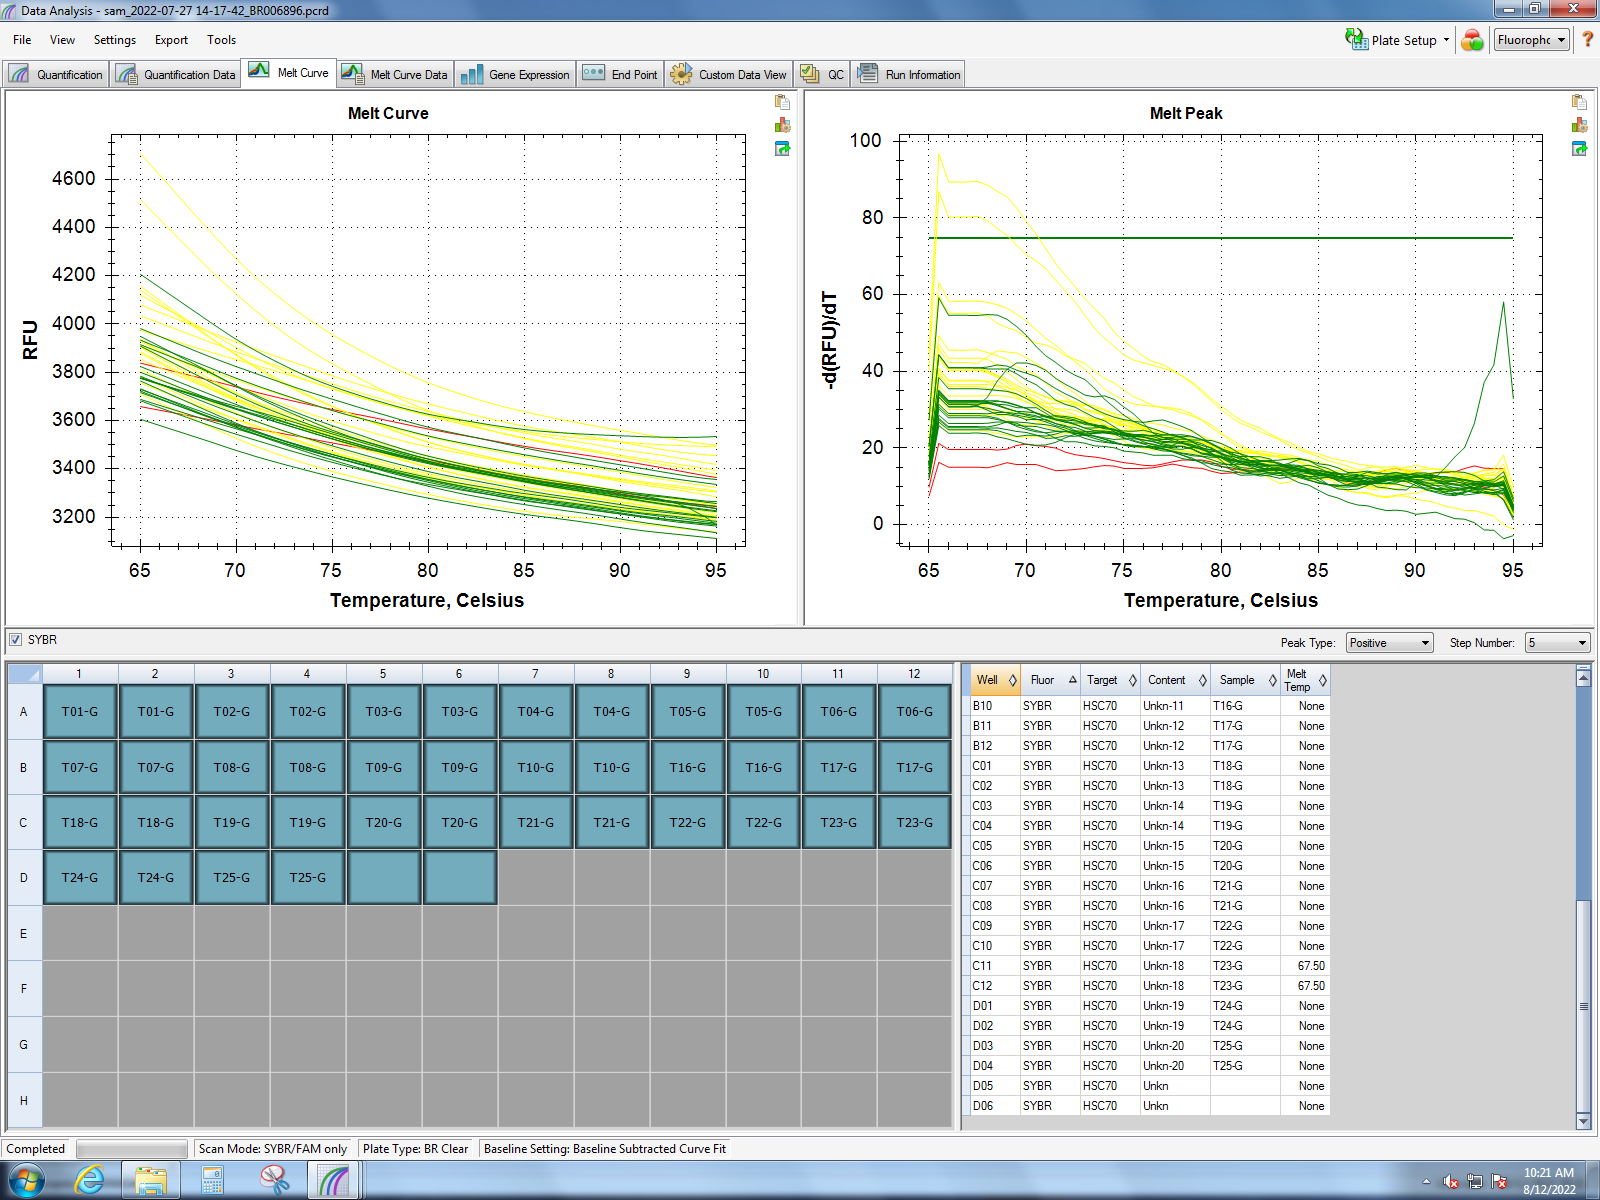 Data Analysis - sam_2022-07-27 14-17-42_BR006896.pcrd
File View Settings Export Tools
Plate Setup Fluoropho
Quantification Quantification Data Melt Curve Melt Curve Data Gene Expression End Point Custom Data View QC Run Information
Melt Curve
4600
4400
4200
4000
3800
3600
3400
3200
RFU
65 70 75 80 85 90 95
Temperature, Celsius
Melt Peak
100
80
60
40
20
0
-d(RFU)/dT
65 70 75 80 85 90 95
Temperature, Celsius
SYBR
Peak Type: Positive Step Number: 5
1 2 3 4 5 6 7 8 9 10 11 12
A T01-G T01-G T02-G T02-G T03-G T03-G T04-G T04-G T05-G T05-G T06-G T06-G
B T07-G T07-G T08-G T08-G T09-G T09-G T10-G T10-G T16-G T16-G T17-G T17-G
C T18-G T18-G T19-G T19-G T20-G T20-G T21-G T21-G T22-G T22-G T23-G T23-G
D T24-G T24-G T25-G T25-G
E
F
G
H
Well Fluor Target Content Sample Melt Temp
B10 SYBR HSC70 Unkn-11 T16-G None
B11 SYBR HSC70 Unkn-12 T17-G None
B12 SYBR HSC70 Unkn-12 T17-G None
C01 SYBR HSC70 Unkn-13 T18-G None
C02 SYBR HSC70 Unkn-13 T18-G None
C03 SYBR HSC70 Unkn-14 T19-G None
C04 SYBR HSC70 Unkn-14 T19-G None
C05 SYBR HSC70 Unkn-15 T20-G None
C06 SYBR HSC70 Unkn-15 T20-G None
C07 SYBR HSC70 Unkn-16 T21-G None
C08 SYBR HSC70 Unkn-16 T21-G None
C09 SYBR HSC70 Unkn-17 T22-G None
C10 SYBR HSC70 Unkn-17 T22-G None
C11 SYBR HSC70 Unkn-18 T23-G 67.50
C12 SYBR HSC70 Unkn-18 T23-G 67.50
D01 SYBR HSC70 Unkn-19 T24-G None
D02 SYBR HSC70 Unkn-19 T24-G None
D03 SYBR HSC70 Unkn-20 T25-G None
D04 SYBR HSC70 Unkn-20 T25-G None
D05 SYBR HSC70 Unkn None
D06 SYBR HSC70 Unkn None
Completed Scan Mode: SYBR/FAM only Plate Type: BR Clear Baseline Setting: Baseline Subtracted Curve Fit
10:21 AM
8/12/2022